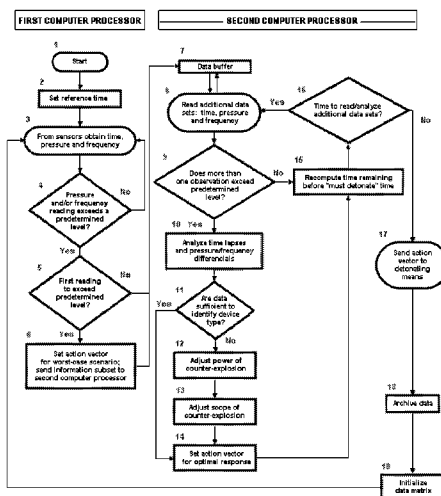 FIRST COMPUTER PROCESSOR
SECOND COMPUTER PROCESSOR
1
Start
2
Set reference time
3
From sensors obtain time,
pressure and frequency
4
Pressure
and/or frequency
reading exceeds a
predetermined
level?
No
Yes
5
First reading
to exceed
predetermined
level?
No
Yes
6
Set action vector
for worst-case scenario;
send information subset to
second computer processor
7
Data buffer
8
Read additional data
sets: time, pressure
and frequency
9
Does more than
one observation exceed
predetermined
level?
No
10
Yes
Analyze time lapses and
pressure/frequency
differencials
11
Yes
Are data
sufficient to
identify device
type?
No
12
Adjust power of
counter-explosion
13
Adjust scope of
counter-explosion
14
Set action vector
for optimal response
15
Recompute time remaining
before "must detonate" time
16
Time to read/analyze
additional data sets?
Yes
No
17
Send action
vector to
detonating
means
18
Archive data
19
Initialize
data matrix